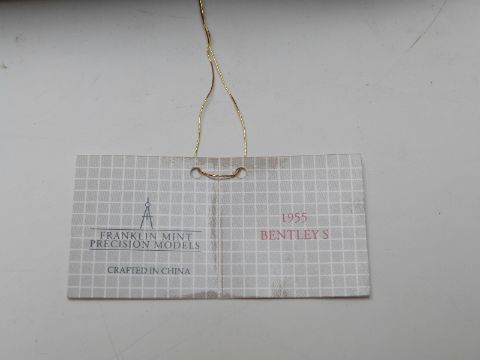 FRANKLIN MINT
PRECISION MODELS
CRAFTED IN CHINA
1955
BENTLEY S